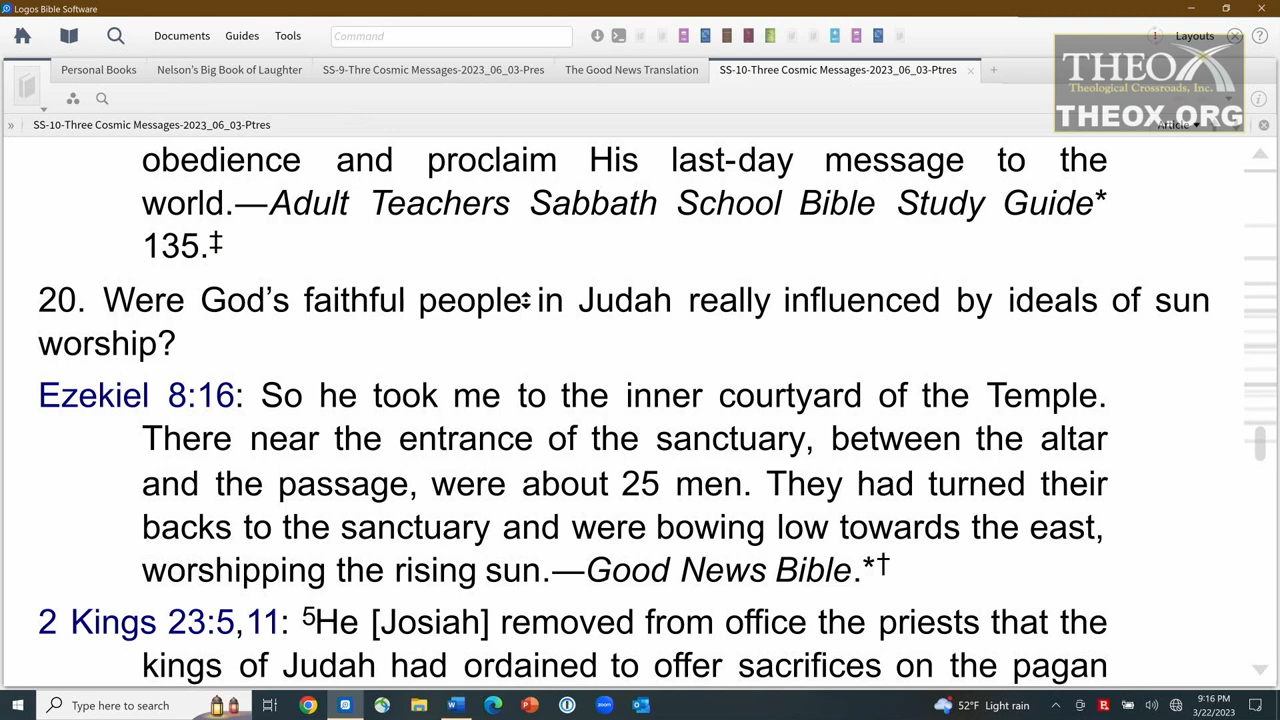 Logos Bible Software
Documents Guides Tools Command Layouts
THEOX
Theological Crossroads, Inc.
THEOX.ORG
Personal Books Nelson's Big Book of Laughter SS-9-Thre Cosmic Messages-2023_06_03-Pres The Good News Translation SS-10-Three Cosmic Messages-2023_06_03-Ptres
SS-10-Three Cosmic Messages-2023_06_03-Ptres Article
obedience and proclaim His last-day message to the
world.—Adult Teachers Sabbath School Bible Study Guide*
135.‡
20. Were God's faithful people in Judah really influenced by ideals of sun
worship?
Ezekiel 8:16: So he took me to the inner courtyard of the Temple.
There near the entrance of the sanctuary, between the altar
and the passage, were about 25 men. They had turned their
backs to the sanctuary and were bowing low towards the east,
worshipping the rising sun.—Good News Bible.*†
2 Kings 23:5,11: 5He [Josiah] removed from office the priests that the
kings of Judah had ordained to offer sacrifices on the pagan
Type here to search
zoom
52°F Light rain
9:16 PM
3/22/2023